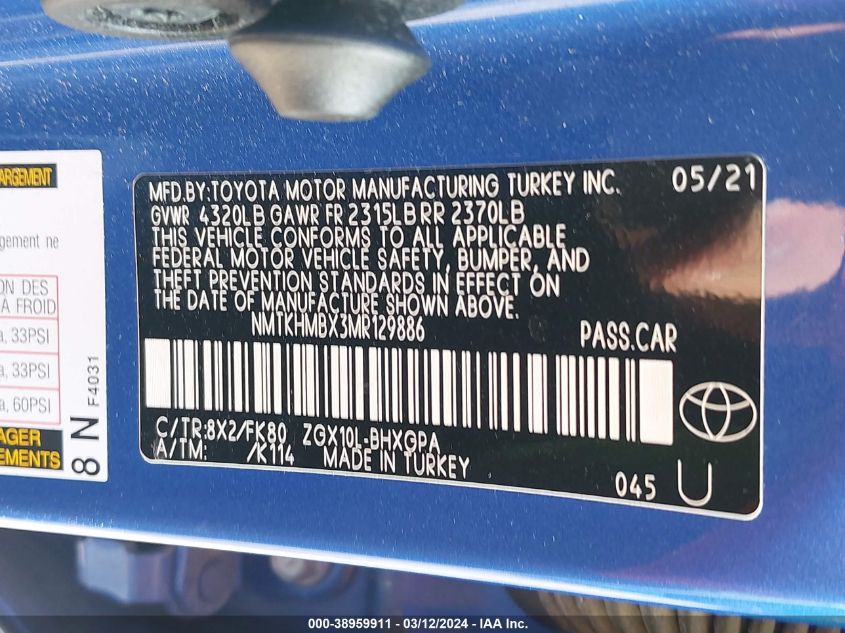 ARGEMENT
gement ne
ON DES
À FROID
a, 33PSI
a, 33PSI
a, 60PSI
AGER
EMENTS
8 N F4031
MFD.BY:TOYOTA MOTOR MANUFACTURING TURKEY INC. 05/21
GVWR 4320LB GAWR FR 2315LB RR 2370LB
THIS VEHICLE CONFORMS TO ALL APPLICABLE
FEDERAL MOTOR VEHICLE SAFETY, BUMPER, AND
THEFT PREVENTION STANDARDS IN EFFECT ON
THE DATE OF MANUFACTURE SHOWN ABOVE.
NMTKHMBX3MR129886 PASS.CAR
C/TR:8X2/FK80 ZGX10L-BHXGPA
A/TM: /K114 MADE IN TURKEY
045 U
000-38959911 - 03/12/2024 - IAA Inc.